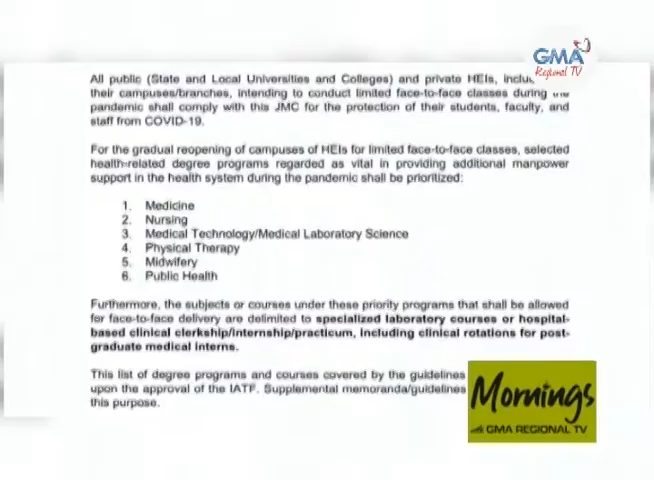 GMA
Regional TV
All public (State and Local Universities and Colleges) and private HEIs,
their campuses/branches, intending to conduct limited face-to-face classes during
pandemic shall comply with this JMC for the protection of their students, faculty, and
staff from COVID-19.
For the gradual reopening of campuses of HEIs for limited face-to-face classes, selected
health-related degree programs regarded as vital in providing additional manpower
support in the health system during the pandemic shall be prioritized:
1. Medicine
2. Nursing
3. Medical Technology/Medical Laboratory Science
4. Physical Therapy
5. Midwifery
6. Public Health
Furthermore, the subjects or courses under these priority programs that shall be allowed
for face-to-face delivery are delimited to specialized laboratory courses or hospital-
based clinical clerkship/internship/practicum, including clinical rotations for post-
graduate medical interns.
This list of degree programs and courses covered by the guidelines
upon the approval of the IATF. Supplemental memoranda/guidelines
this purpose.
Mornings
GMA REGIONAL TV